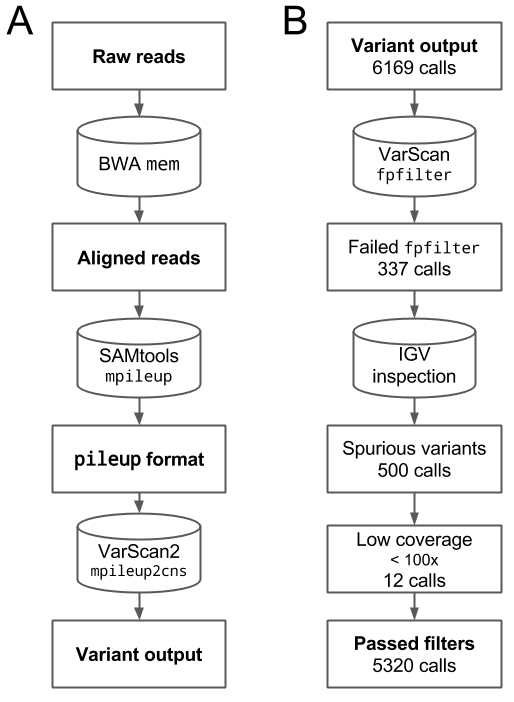 A
Raw reads
BWA mem
Aligned reads
SAMtools
mpileup
pileup format
VarScan2
mpileup2cns
Variant output
B
Variant output
6169 calls
VarScan
fpfilter
Failed fpfilter
337 calls
IGV
inspection
Spurious variants
500 calls
Low coverage
< 100x
12 calls
Passed filters
5320 calls